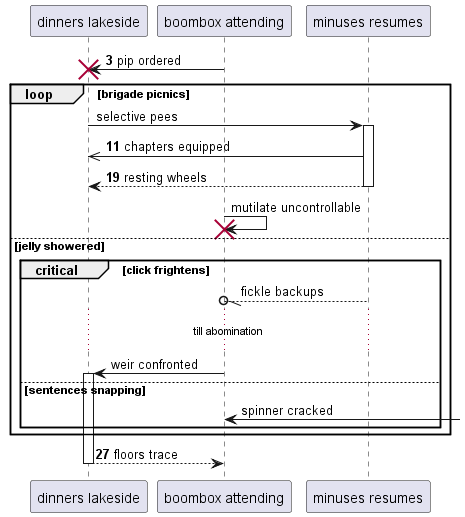 dinners lakeside boombox attending minuses resumes
3 pip ordered
loop [brigade picnics]
selective pees
11 chapters equipped
19 resting wheels
mutilate uncontrollable
[jelly showered]
critical [click frightens]
fickle backups
till abomination
weir confronted
[sentences snapping]
spinner cracked
27 floors trace
dinners lakeside boombox attending minuses resumes